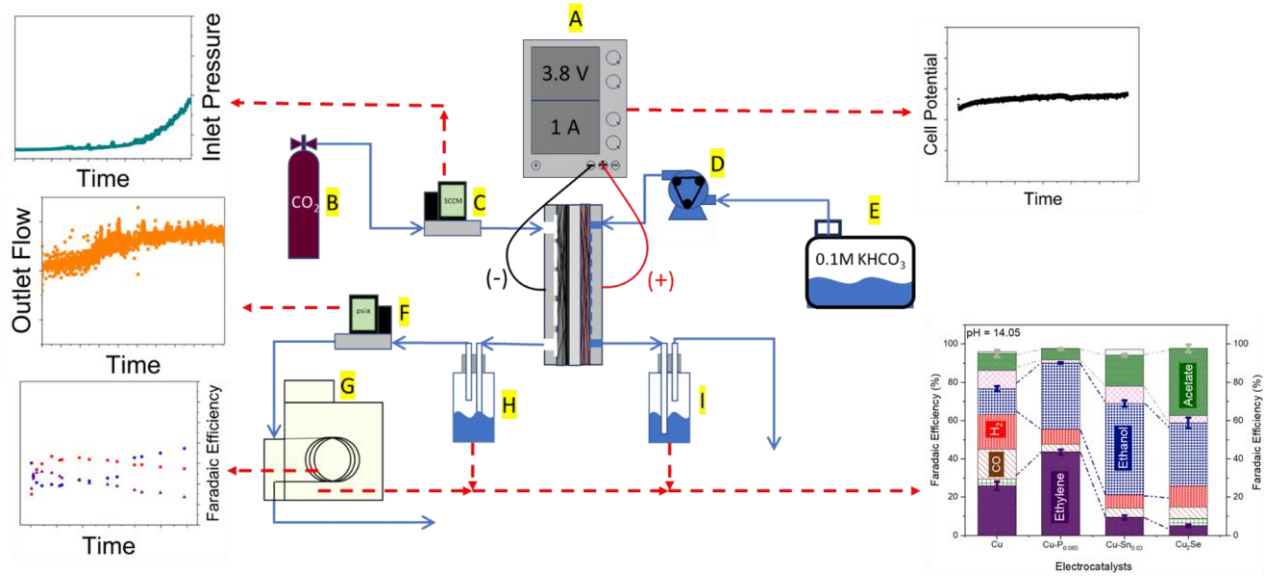 A
Inlet Pressure
Time
3.8 V
1 A
Cell Potential
Time
B
CO2
SCCM
C
D
E
0.1M KHCO3
(-)
(+)
Outlet Flow
Time
psia
F
G
H
I
Faradaic Efficiency
Time
pH = 14.05
100
80
60
40
20
0
Faradaic Efficiency (%)
CO
H2
Ethylene
Ethanol
Acetate
100
80
60
40
20
0
Faradaic Efficiency (%)
Cu
Cu-P0.065
Cu-Sn0.03
Cu2Se
Electrocatalysts